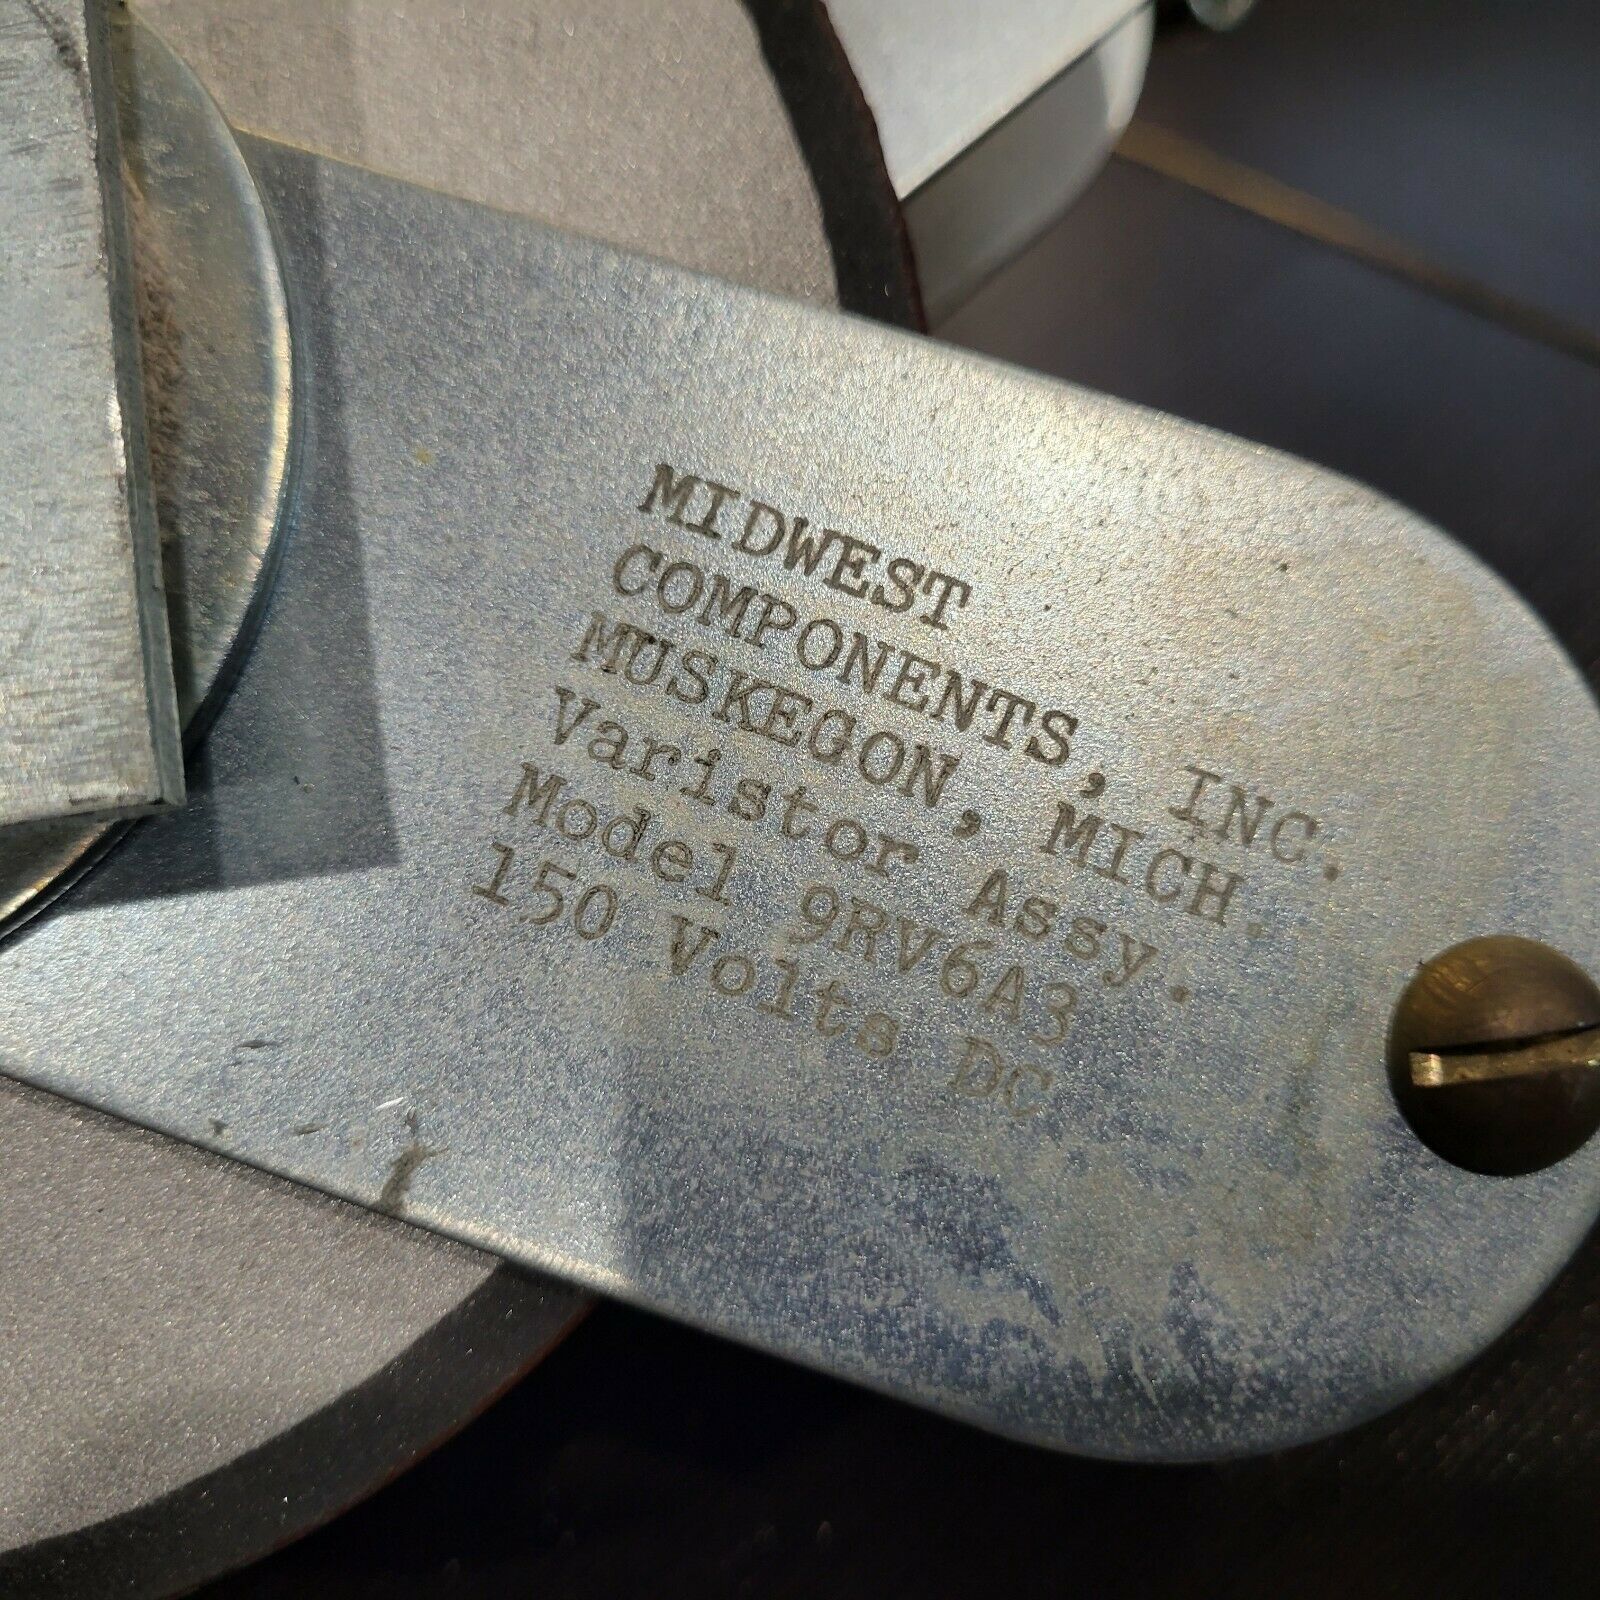 MIDWEST
COMPONENTS, INC.
MUSKEGON, MICH.
Varistor Assy.
Model 9RV6A3
150 Volts DC